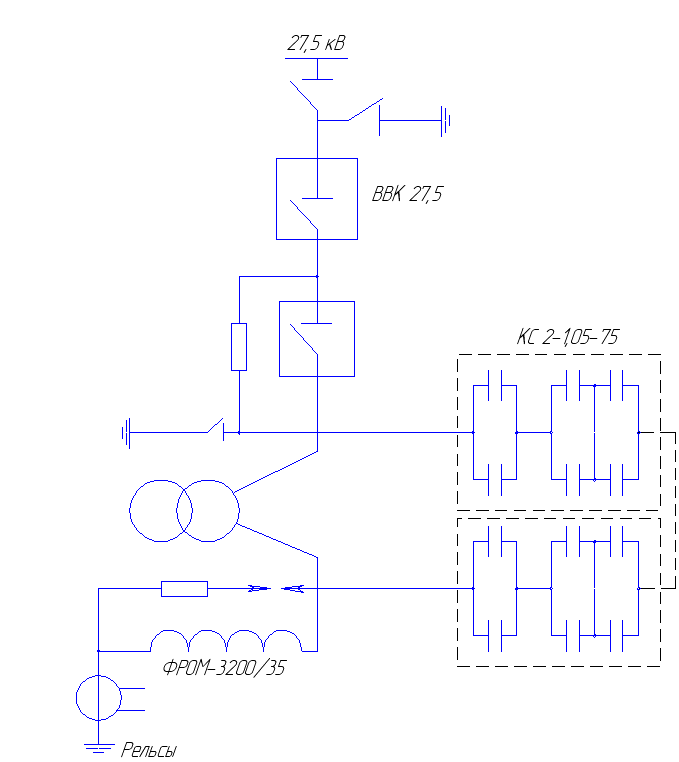 27,5 кВ
ВВК 27,5
КС 2-1,05-75
ФРОМ-3200/35
Рельсы